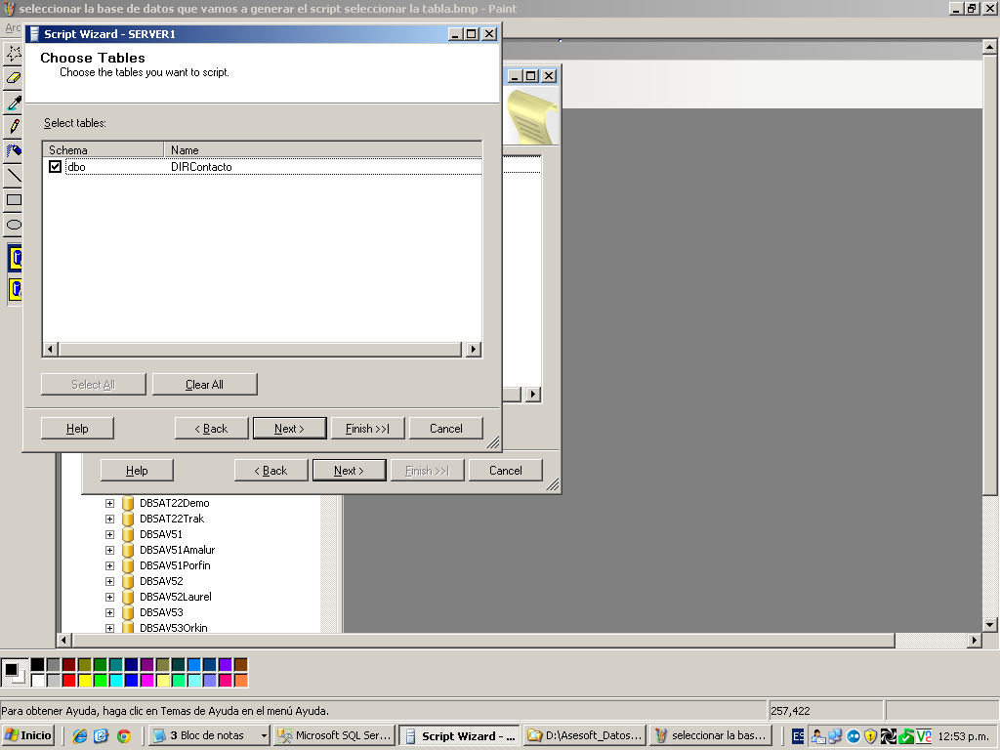 seleccionar la base de datos que vamos a generar el script seleccionar la tabla.bmp - Paint
Arc
Script Wizard - SERVER1
Choose Tables
Choose the tables you want to script.
Select tables:
Schema Name
dbo DIRContacto
Select All Clear All
Help < Back Next > Finish >>| Cancel
Help < Back Next > Finish >>| Cancel
DBSAT22Demo
DBSAT22Trak
DBSAV51
DBSAV51Amalur
DBSAV51Porfin
DBSAV52
DBSAV52Laurel
DBSAV53
DBSAV53Orkin
Para obtener Ayuda, haga clic en Temas de Ayuda en el menú Ayuda. 257,422
Inicio 3 Bloc de notas Microsoft SQL Ser... Script Wizard - ... D:\Asesoft_Datos... seleccionar la bas... ES 12:53 p.m.